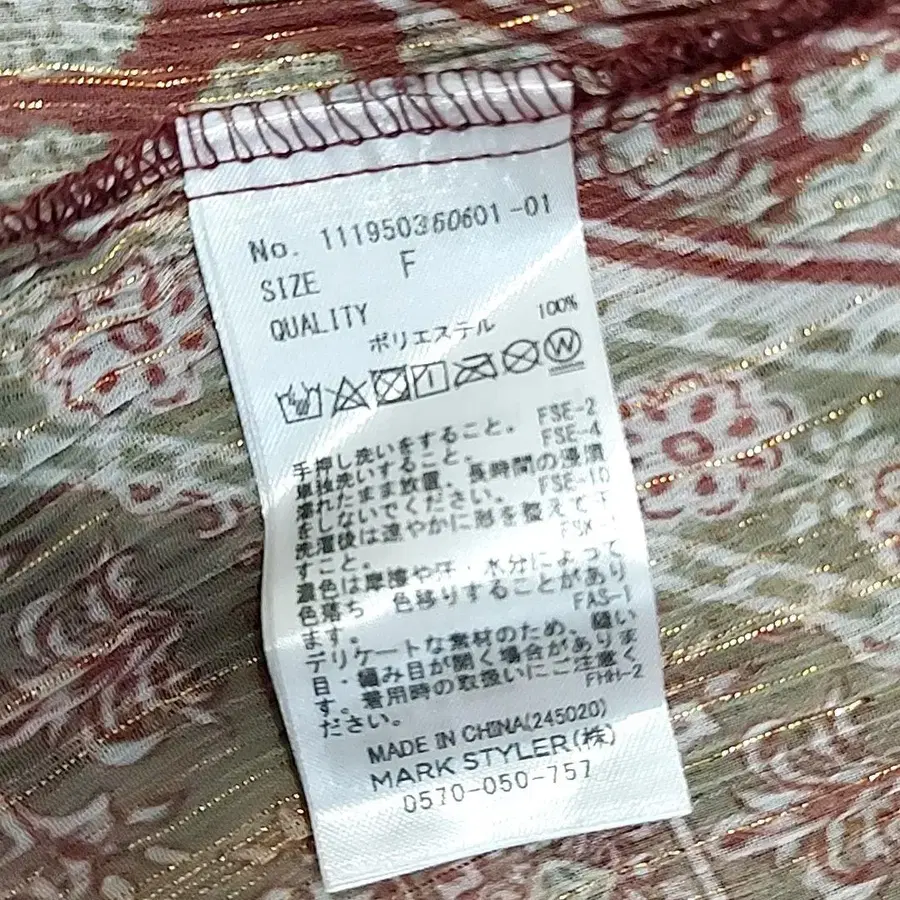 No. 111950360601-01
SIZE F
QUALITY
ポリエステル 100%
手押し洗いをすること。 FSE-2
単独洗いすること。 FSE-4
濡れたまま放置、長時間の浸漬
をしないでください。 FSE-10
洗濯後は速やかに形を整えて干
すこと。 FSX-
濃色は摩擦や汗・水分によって
色落ち 色移りすることがあり
ます。 FAS-1
デリケートな素材のため、縫い
目・編み目が開く場合がありま
す。着用時の取扱いにご注意く
ださい。 FHH-2
MADE IN CHINA(245020)
MARK STYLER(株)
0570-050-757